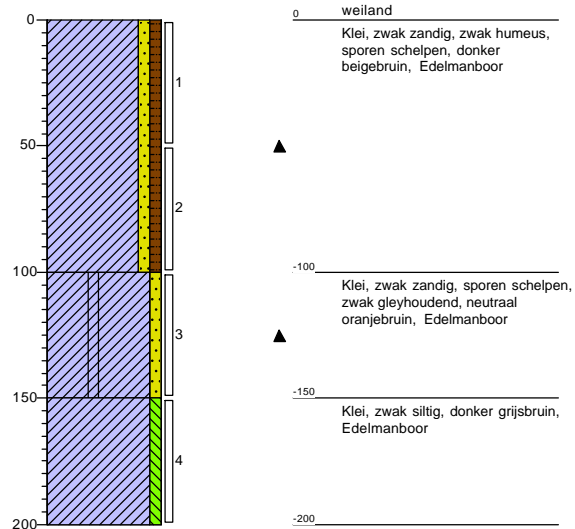 0
50
100
150
200
1
2
3
4
0
weiland
Klei, zwak zandig, zwak humeus,
sporen schelpen, donker
beigebruin, Edelmanboor
-100
Klei, zwak zandig, sporen schelpen,
zwak gleyhoudend, neutraal
oranjebruin, Edelmanboor
-150
Klei, zwak siltig, donker grijsbruin,
Edelmanboor
-200